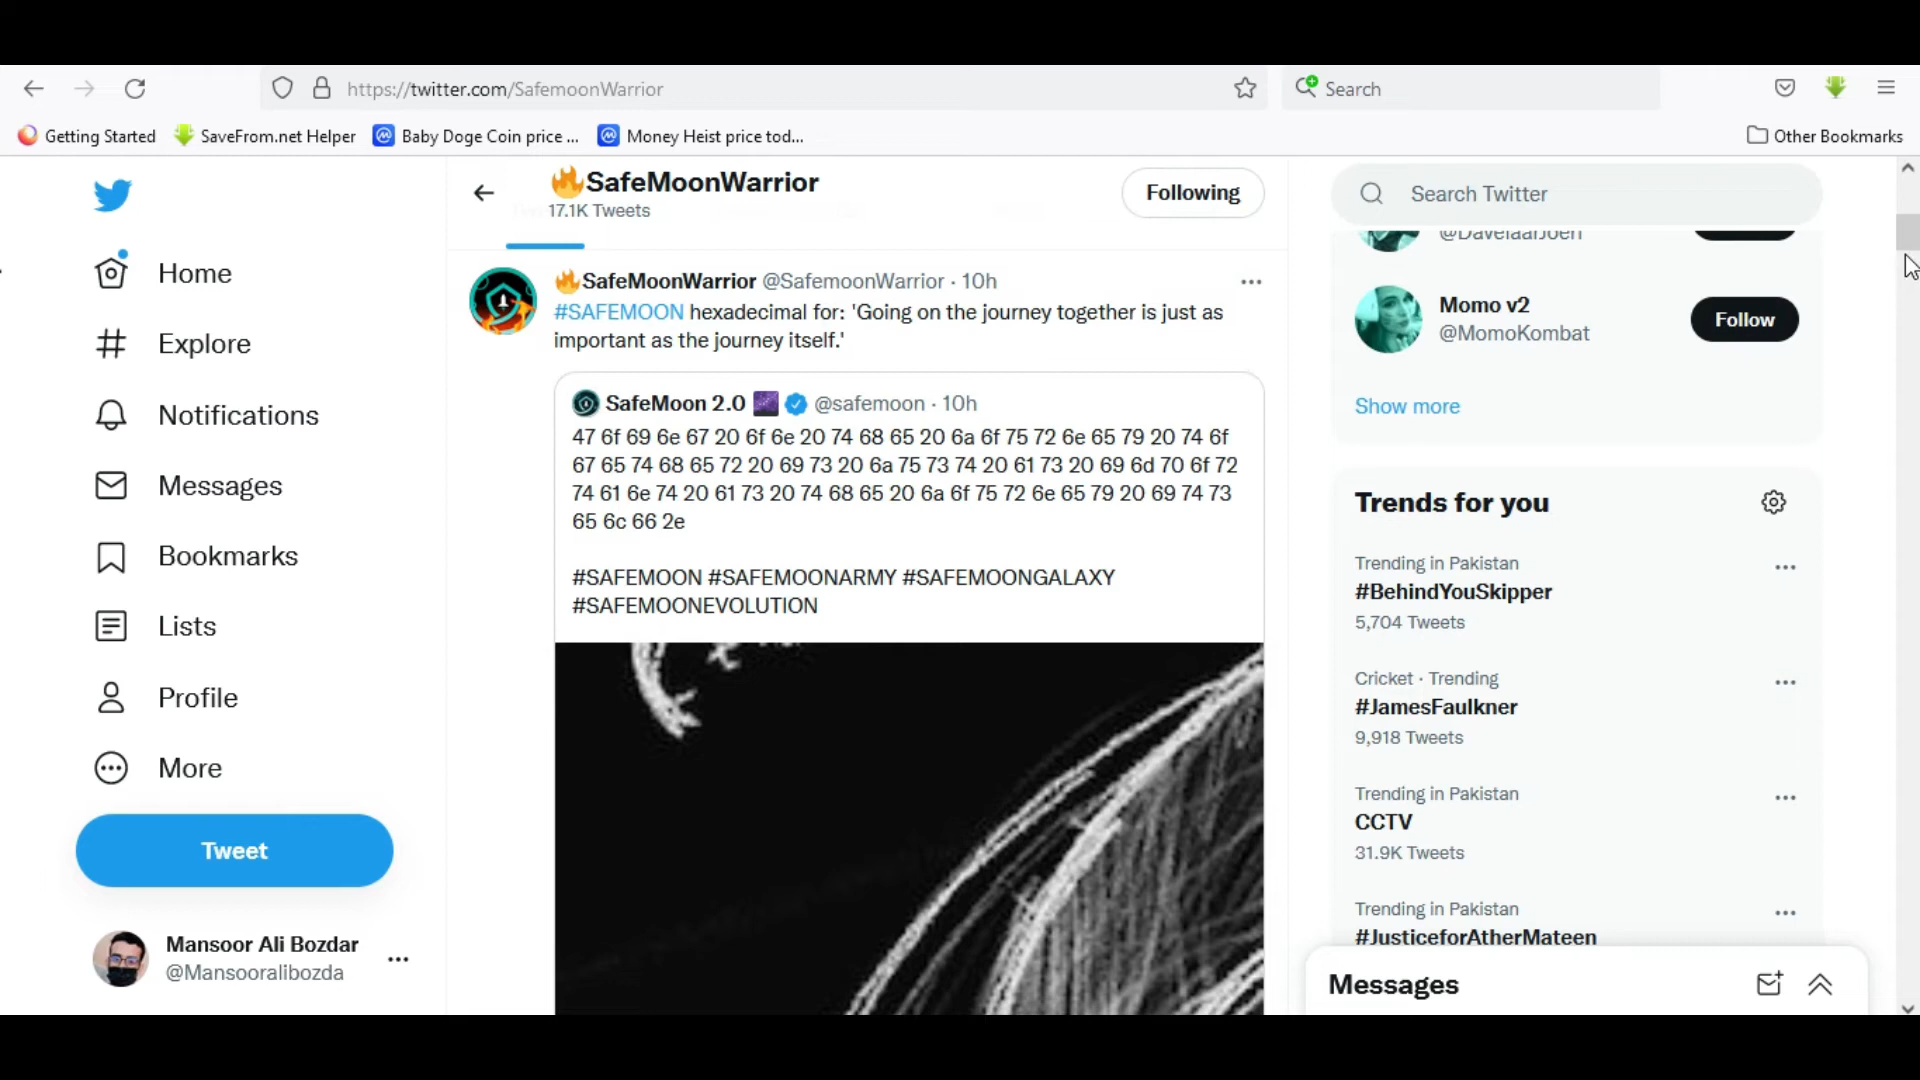 https://twitter.com/SafemoonWarrior
Search
Getting Started
SaveFrom.net Helper
Baby Doge Coin price ...
Money Heist price tod...
Other Bookmarks
Home
Explore
Notifications
Messages
Bookmarks
Lists
Profile
More
Tweet
Mansoor Ali Bozdar
@Mansooralibozda
🔥SafeMoonWarrior
17.1K Tweets
Following
🔥SafeMoonWarrior @SafemoonWarrior · 10h
#SAFEMOON hexadecimal for: 'Going on the journey together is just as
important as the journey itself.'
SafeMoon 2.0 @safemoon · 10h
47 6f 69 6e 67 20 6f 6e 20 74 68 65 20 6a 6f 75 72 6e 65 79 20 74 6f
67 65 74 68 65 72 20 69 73 20 6a 75 73 74 20 61 73 20 69 6d 70 6f 72
74 61 6e 74 20 61 73 20 74 68 65 20 6a 6f 75 72 6e 65 79 20 69 74 73
65 6c 66 2e
#SAFEMOON #SAFEMOONARMY #SAFEMOONGALAXY
#SAFEMOONEVOLUTION
Search Twitter
@DavelaarJoeri
Momo v2
@MomoKombat
Follow
Show more
Trends for you
Trending in Pakistan
#BehindYouSkipper
5,704 Tweets
Cricket · Trending
#JamesFaulkner
9,918 Tweets
Trending in Pakistan
CCTV
31.9K Tweets
Trending in Pakistan
#JusticeforAtherMateen
Messages